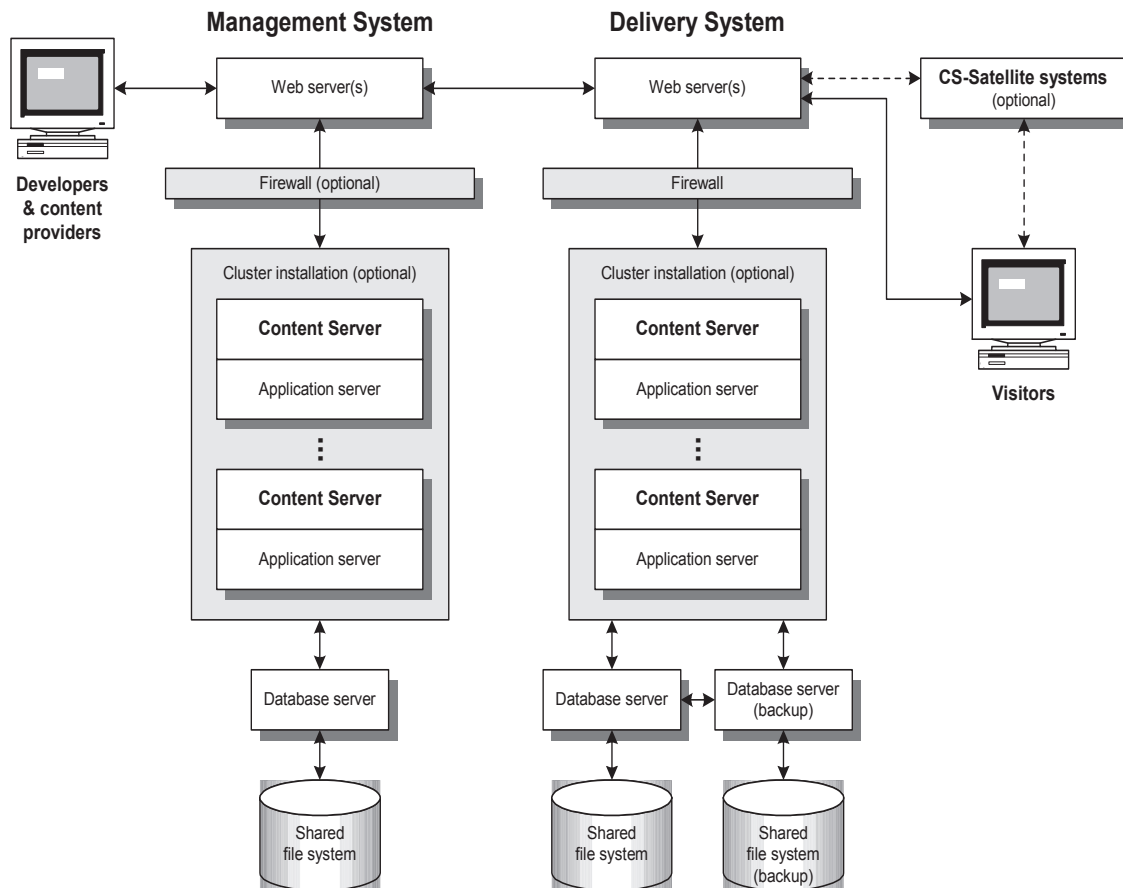 Management System
Delivery System
Web server(s)
Web server(s)
CS-Satellite systems
(optional)
Developers
& content
providers
Firewall (optional)
Firewall
Cluster installation (optional)
Content Server
Application server
Content Server
Application server
Cluster installation (optional)
Content Server
Application server
Content Server
Application server
Visitors
Database server
Database server
Database server
(backup)
Shared
file system
Shared
file system
Shared
file system
(backup)